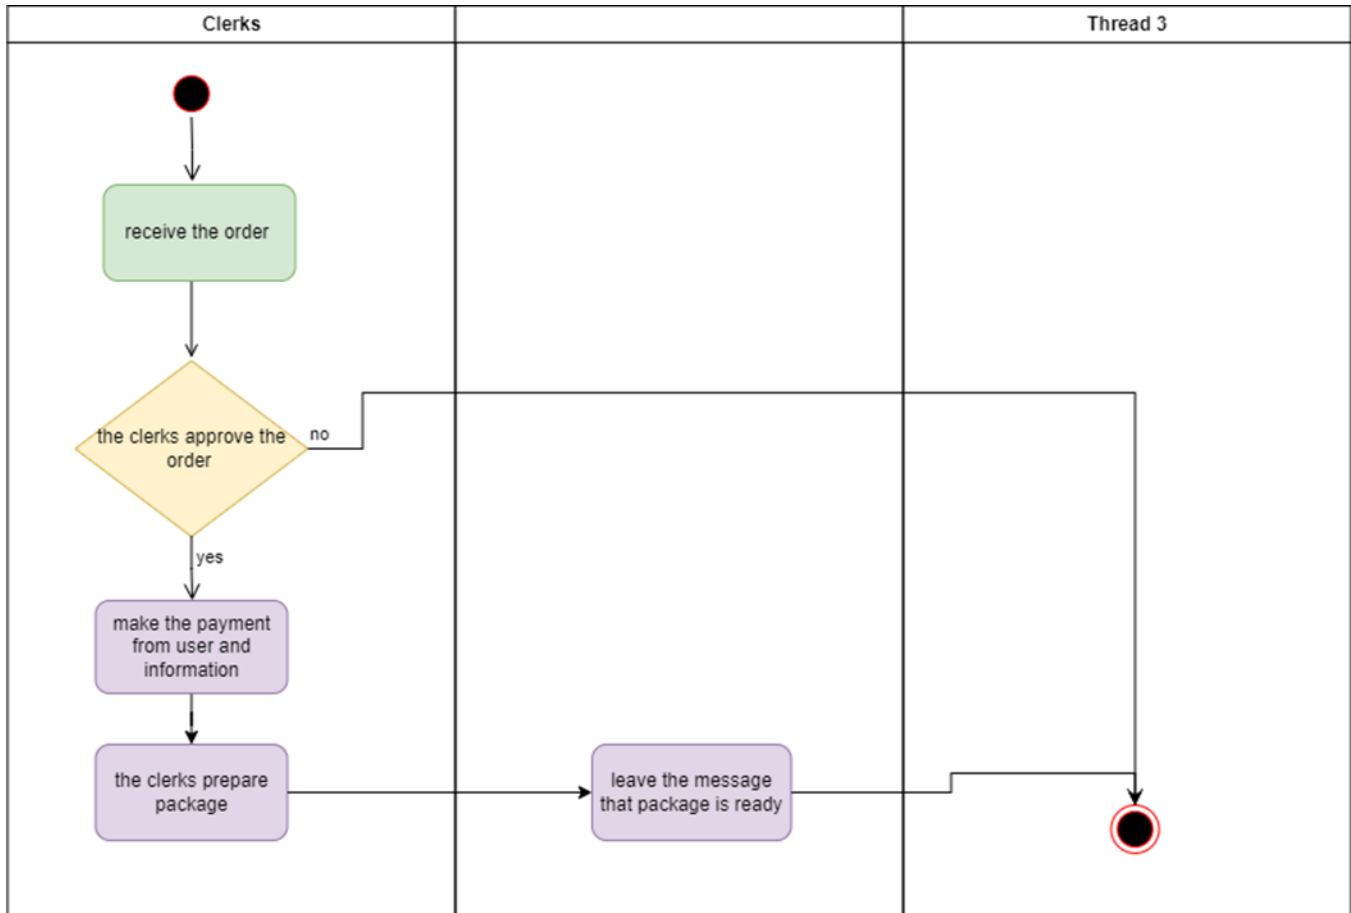 Clerks
Thread 3
receive the order
the clerks approve the
order
no
yes
make the payment
from user and
information
the clerks prepare
package
leave the message
that package is ready